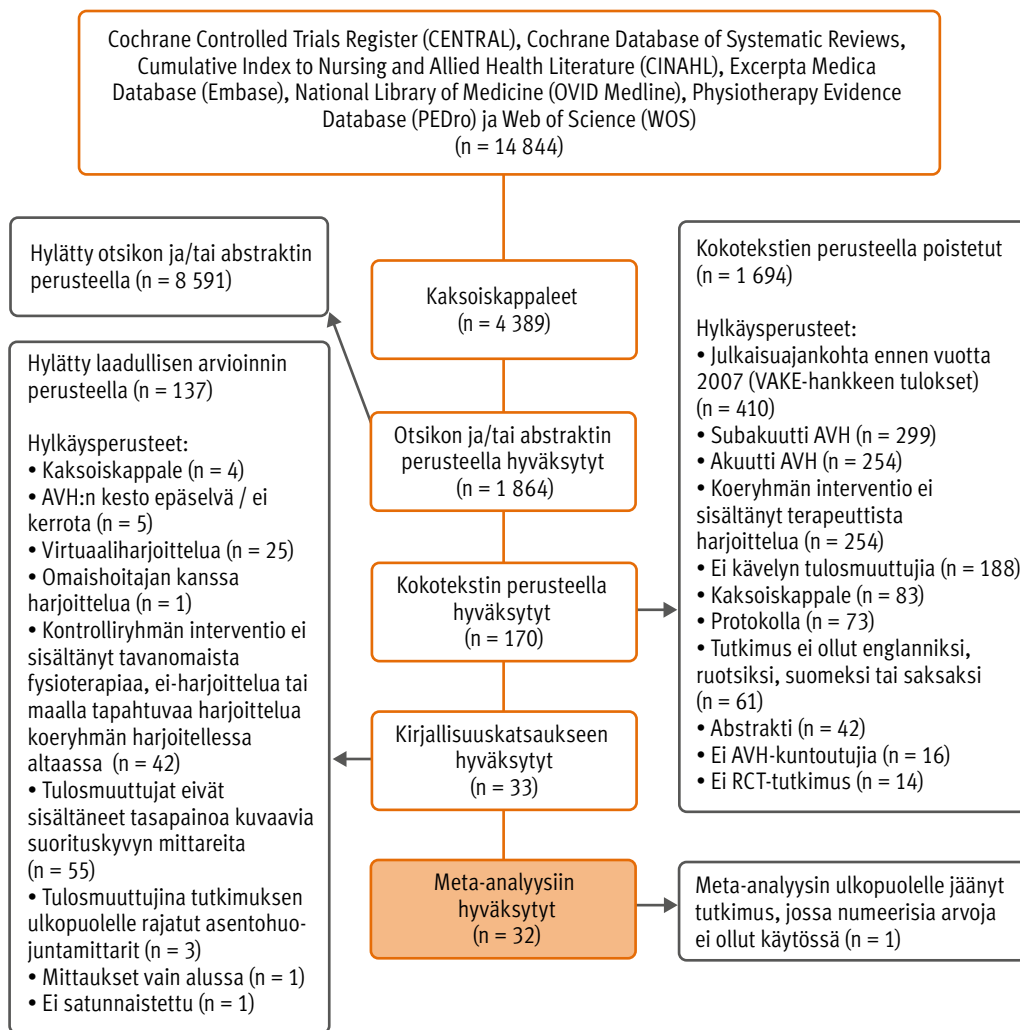 Cochrane Controlled Trials Register (CENTRAL), Cochrane Database of Systematic Reviews,
Cumulative Index to Nursing and Allied Health Literature (CINAHL), Excerpta Medica
Database (Embase), National Library of Medicine (OVID Medline), Physiotherapy Evidence
Database (PEDro) ja Web of Science (WOS)
(n = 14 844)
Hylätty otsikon ja/tai abstraktin
perusteella (n = 8 591)
Kaksoiskappaleet
(n = 4 389)
Otsikon ja/tai abstraktin
perusteella hyväksytyt
(n = 1 864)
Kokotekstin perusteella
hyväksytyt
(n = 170)
Kokotekstien perusteella poistetut
(n = 1 694)
Hylkäysperusteet:
• Julkaisuajankohta ennen vuotta
2007 (VAKE-hankkeen tulokset)
(n = 410)
• Subakuutti AVH (n = 299)
• Akuutti AVH (n = 254)
• Koeryhmän interventio ei
sisältänyt terapeuttista
harjoittelua (n = 254)
• Ei kävelyn tulosmuuttujia (n = 188)
• Kaksoiskappale (n = 83)
• Protokolla (n = 73)
• Tutkimus ei ollut englanniksi,
ruotsiksi, suomeksi tai saksaksi
(n = 61)
• Abstrakti (n = 42)
• Ei AVH-kuntoutujia (n = 16)
• Ei RCT-tutkimus (n = 14)
Hylätty laadullisen arvioinnin
perusteella (n = 137)
Hylkäysperusteet:
• Kaksoiskappale (n = 4)
• AVH:n kesto epäselvä / ei
kerrota (n = 5)
• Virtuaaliharjoittelua (n = 25)
• Omaishoitajan kanssa
harjoittelua (n = 1)
• Kontrolliryhmän interventio ei
sisältänyt tavanomaista
fysioterapiaa, ei-harjoittelua tai
maalla tapahtuvaa harjoittelua
koeryhmän harjoitellessa
altaassa (n = 42)
• Tulosmuuttujat eivät
sisältäneet tasapainoa kuvaavia
suorituskyvyn mittareita
(n = 55)
• Tulosmuuttujina tutkimuksen
ulkopuolelle rajatut asentohuo-
juntamittarit (n = 3)
• Mittaukset vain alussa (n = 1)
• Ei satunnaistettu (n = 1)
Kirjallisuuskatsaukseen
hyväksytyt
(n = 33)
Meta-analyysiin
hyväksytyt
(n = 32)
Meta-analyysin ulkopuolelle jäänyt
tutkimus, jossa numeerisia arvoja
ei ollut käytössä (n = 1)